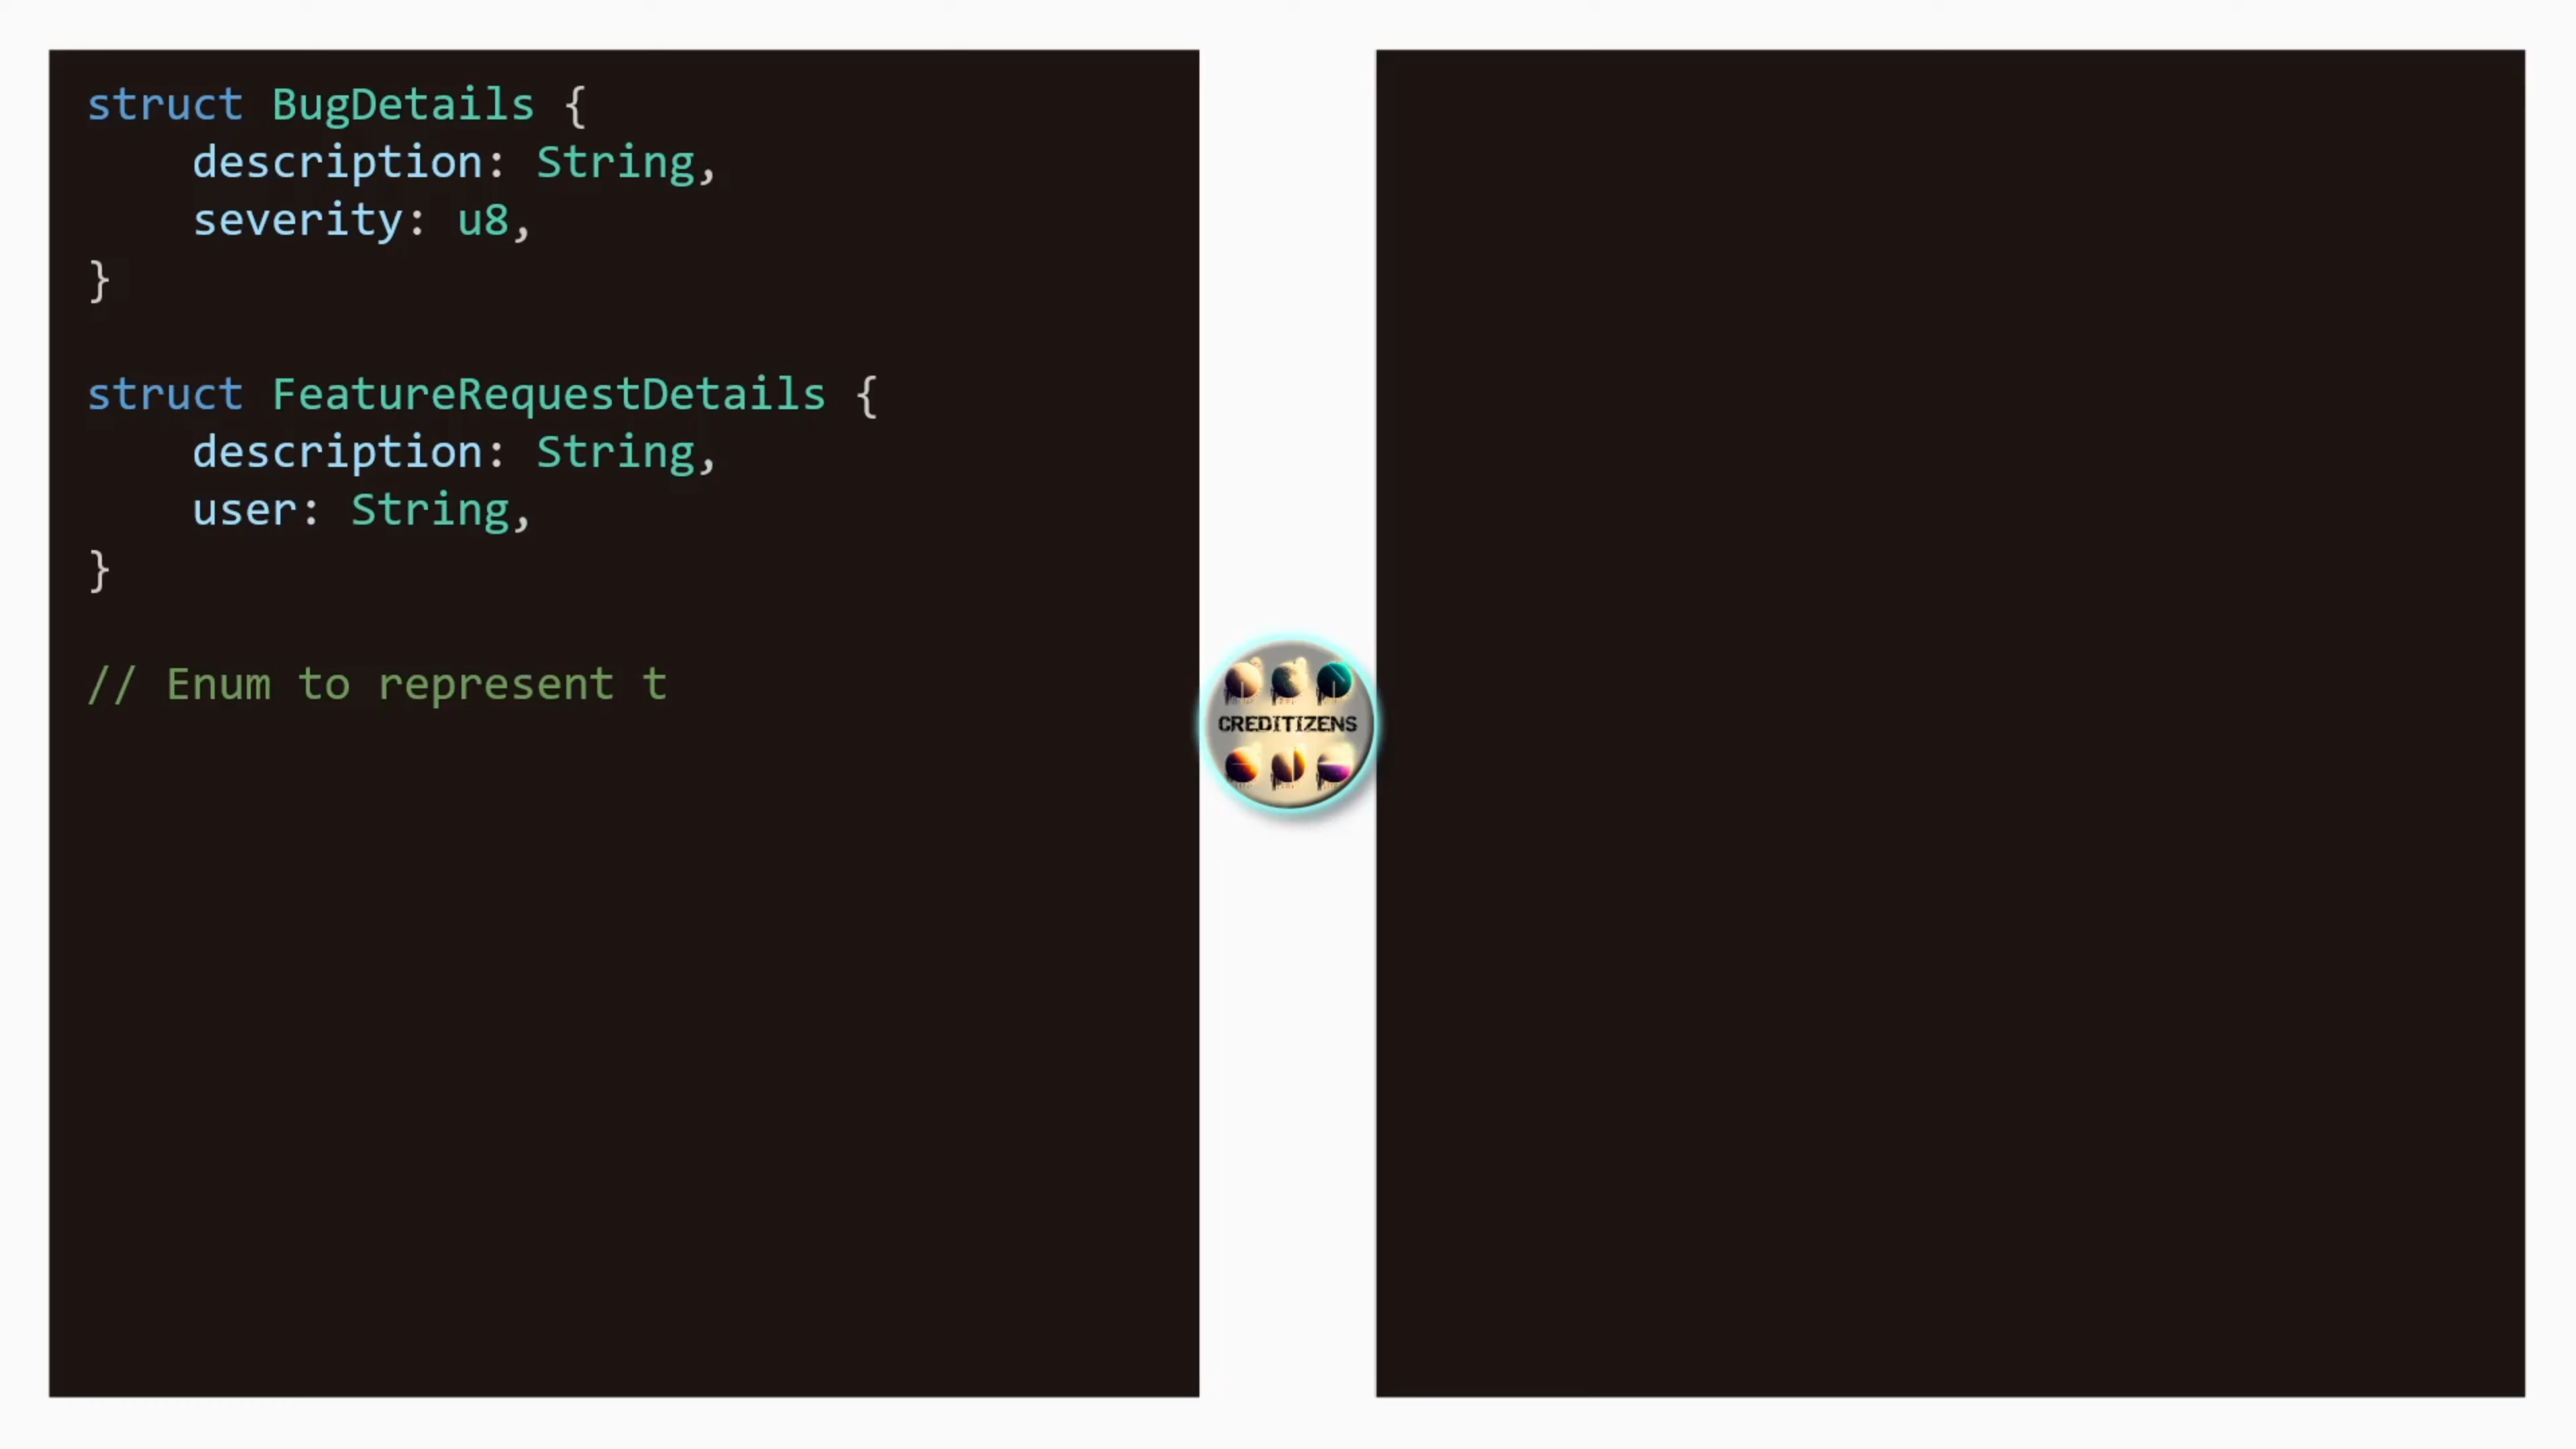 struct BugDetails {
    description: String,
    severity: u8,
}
struct FeatureRequestDetails {
    description: String,
    user: String,
}
// Enum to represent t
CREDITIZENS